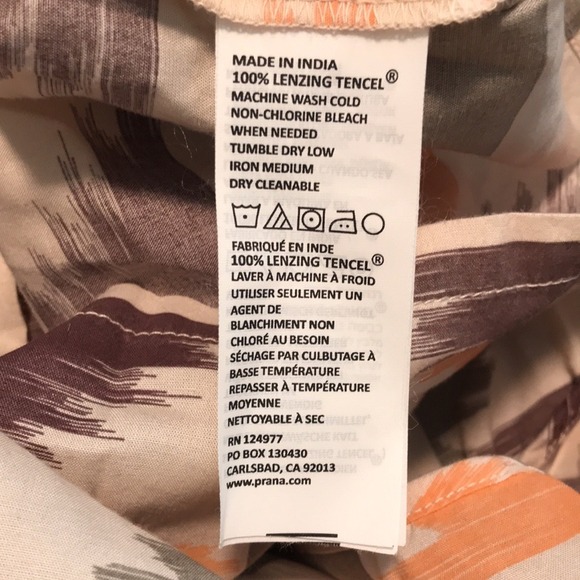 MADE IN INDIA
100% LENZING TENCEL®
MACHINE WASH COLD
NON-CHLORINE BLEACH
WHEN NEEDED
TUMBLE DRY LOW
IRON MEDIUM
DRY CLEANABLE
FABRIQUÉ EN INDE
100% LENZING TENCEL®
LAVER À MACHINE À FROID
UTILISER SEULEMENT UN
AGENT DE
BLANCHIMENT NON
CHLORÉ AU BESOIN
SÉCHAGE PAR CULBUTAGE À
BASSE TEMPÉRATURE
REPASSER À TEMPÉRATURE
MOYENNE
NETTOYABLE À SEC
RN 124977
PO BOX 130430
CARLSBAD, CA 92013
www.prana.com